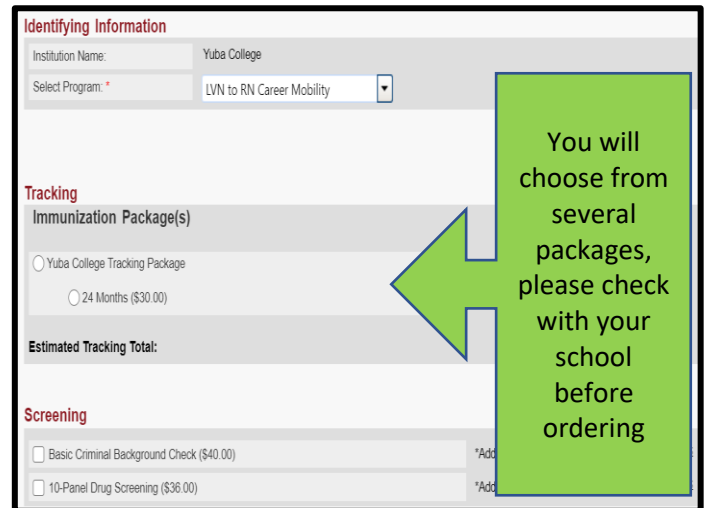 Identifying Information
Institution Name: Yuba College
Select Program: * LVN to RN Career Mobility
Tracking
Immunization Package(s)
Yuba College Tracking Package
24 Months ($30.00)
Estimated Tracking Total:
Screening
Basic Criminal Background Check ($40.00) *Add
10-Panel Drug Screening ($36.00) *Add
You will
choose from
several
packages,
please check
with your
school
before
ordering